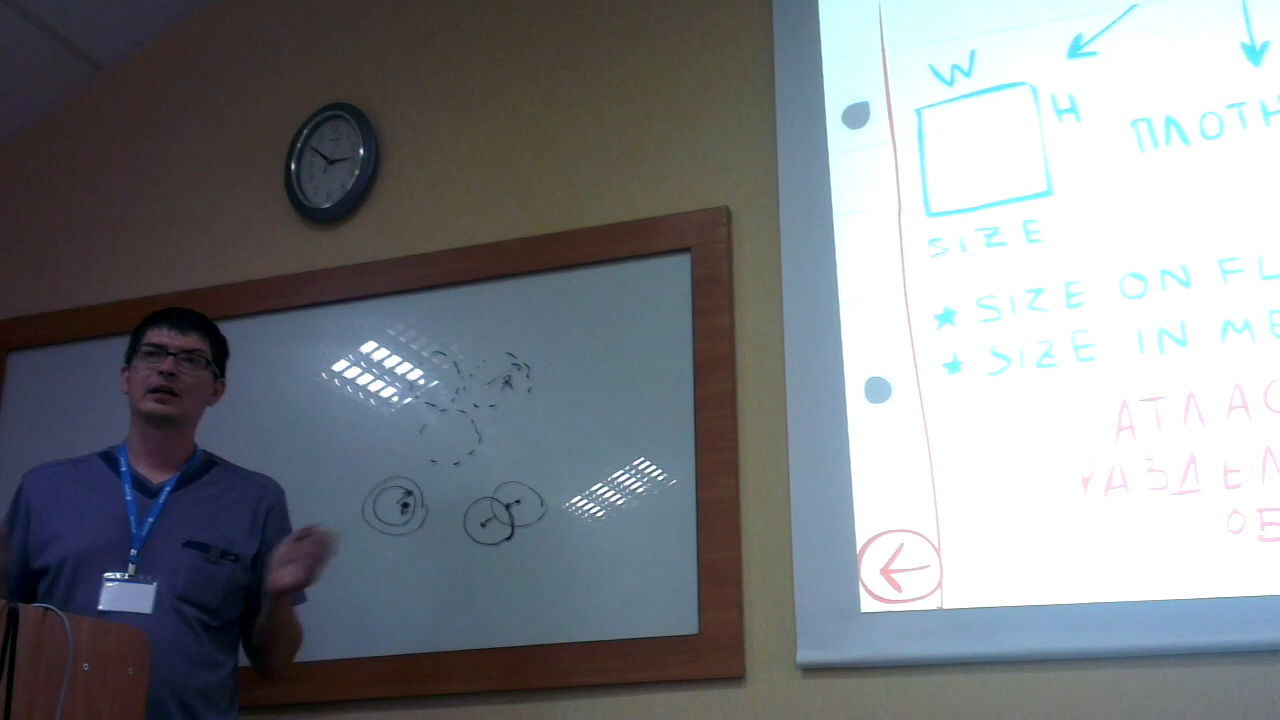 W
H
ПЛОТН
SIZE
★ SIZE ON FL
★ SIZE IN ME
АТЛАС
РАЗДЕЛ
ОБ